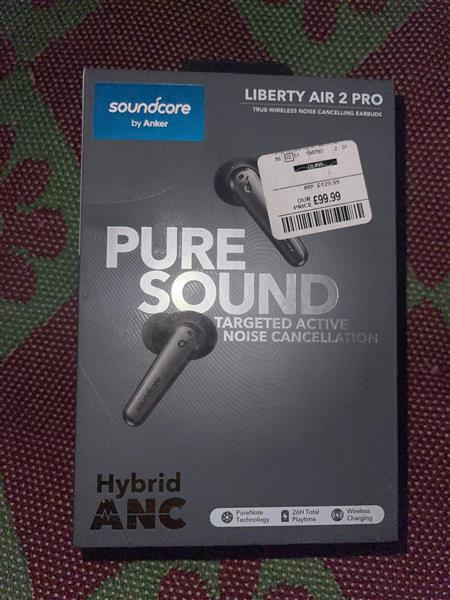 soundcore
by Anker
LIBERTY AIR 2 PRO
TRUE-WIRELESS NOISE CANCELLING EARBUDS
RRP £129.99
OUR PRICE £99.99
PURE
SOUND
TARGETED ACTIVE
NOISE CANCELLATION
soundcore
Hybrid
ANC
PureNote Technology
26H Total Playtime
Wireless Charging